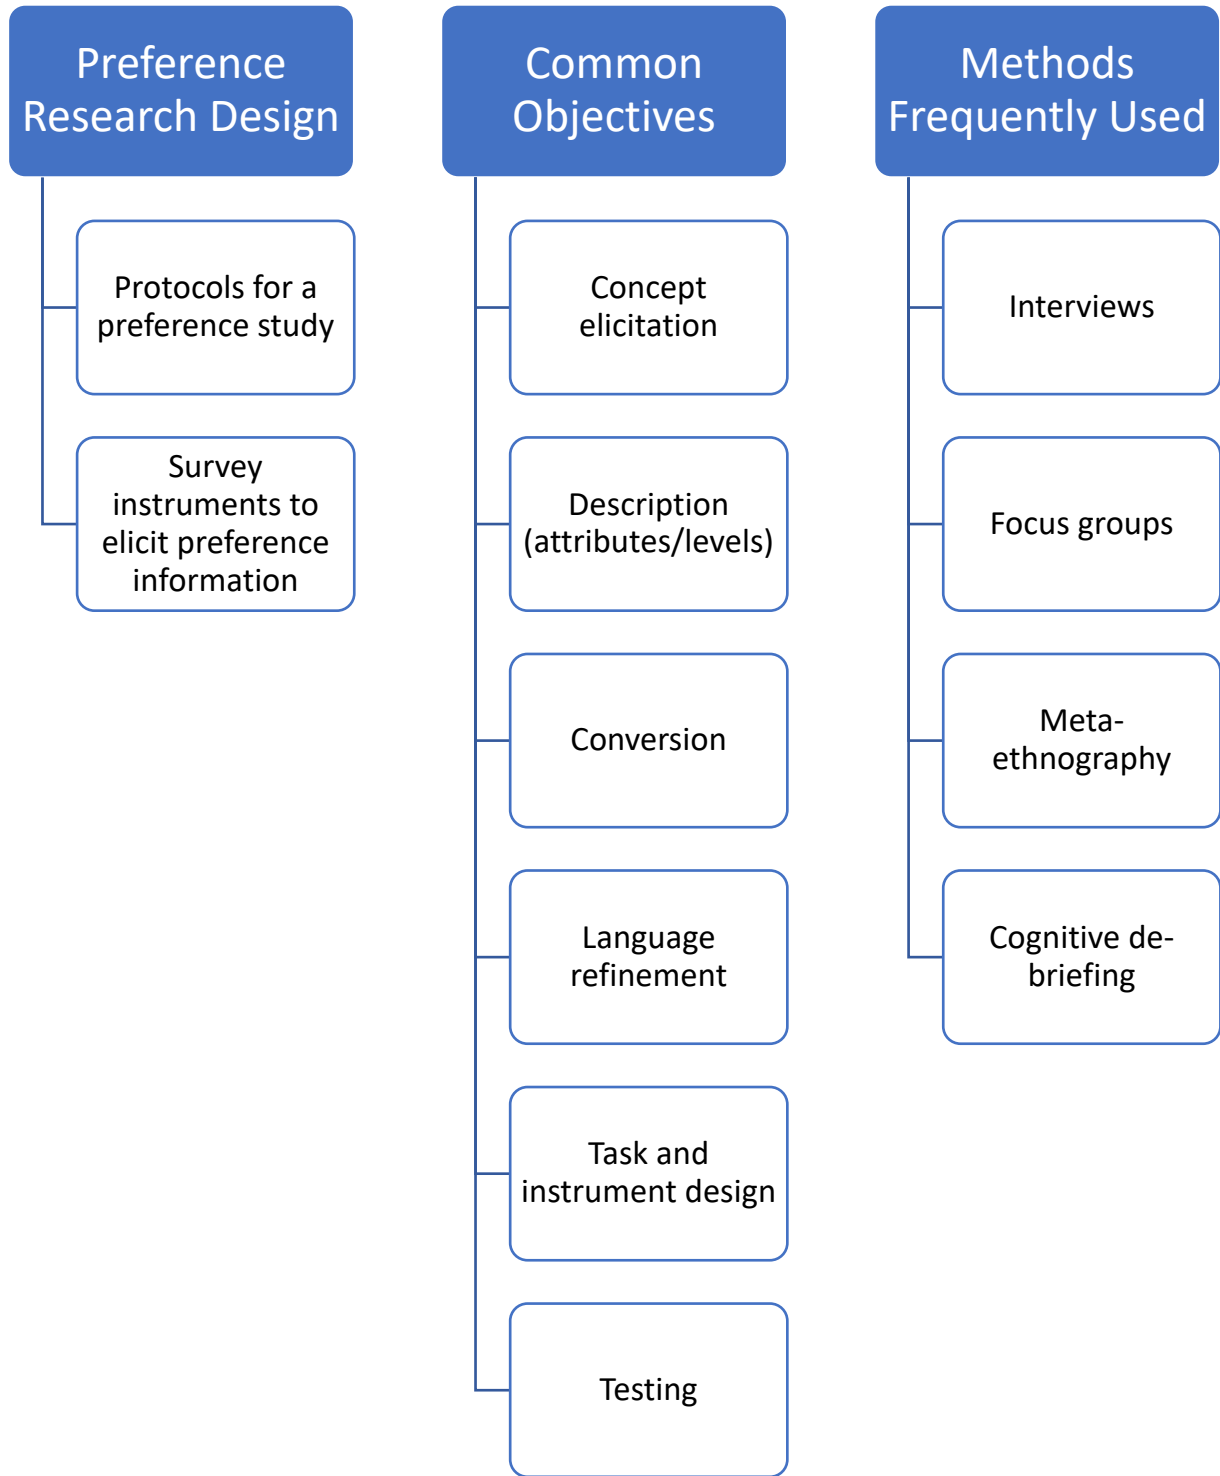 Preference
Research Design
Protocols for a
preference study
Survey
instruments to
elicit preference
information
Common
Objectives
Concept
elicitation
Description
(attributes/levels)
Conversion
Language
refinement
Task and
instrument design
Testing
Methods
Frequently Used
Interviews
Focus groups
Meta-
ethnography
Cognitive de-
briefing